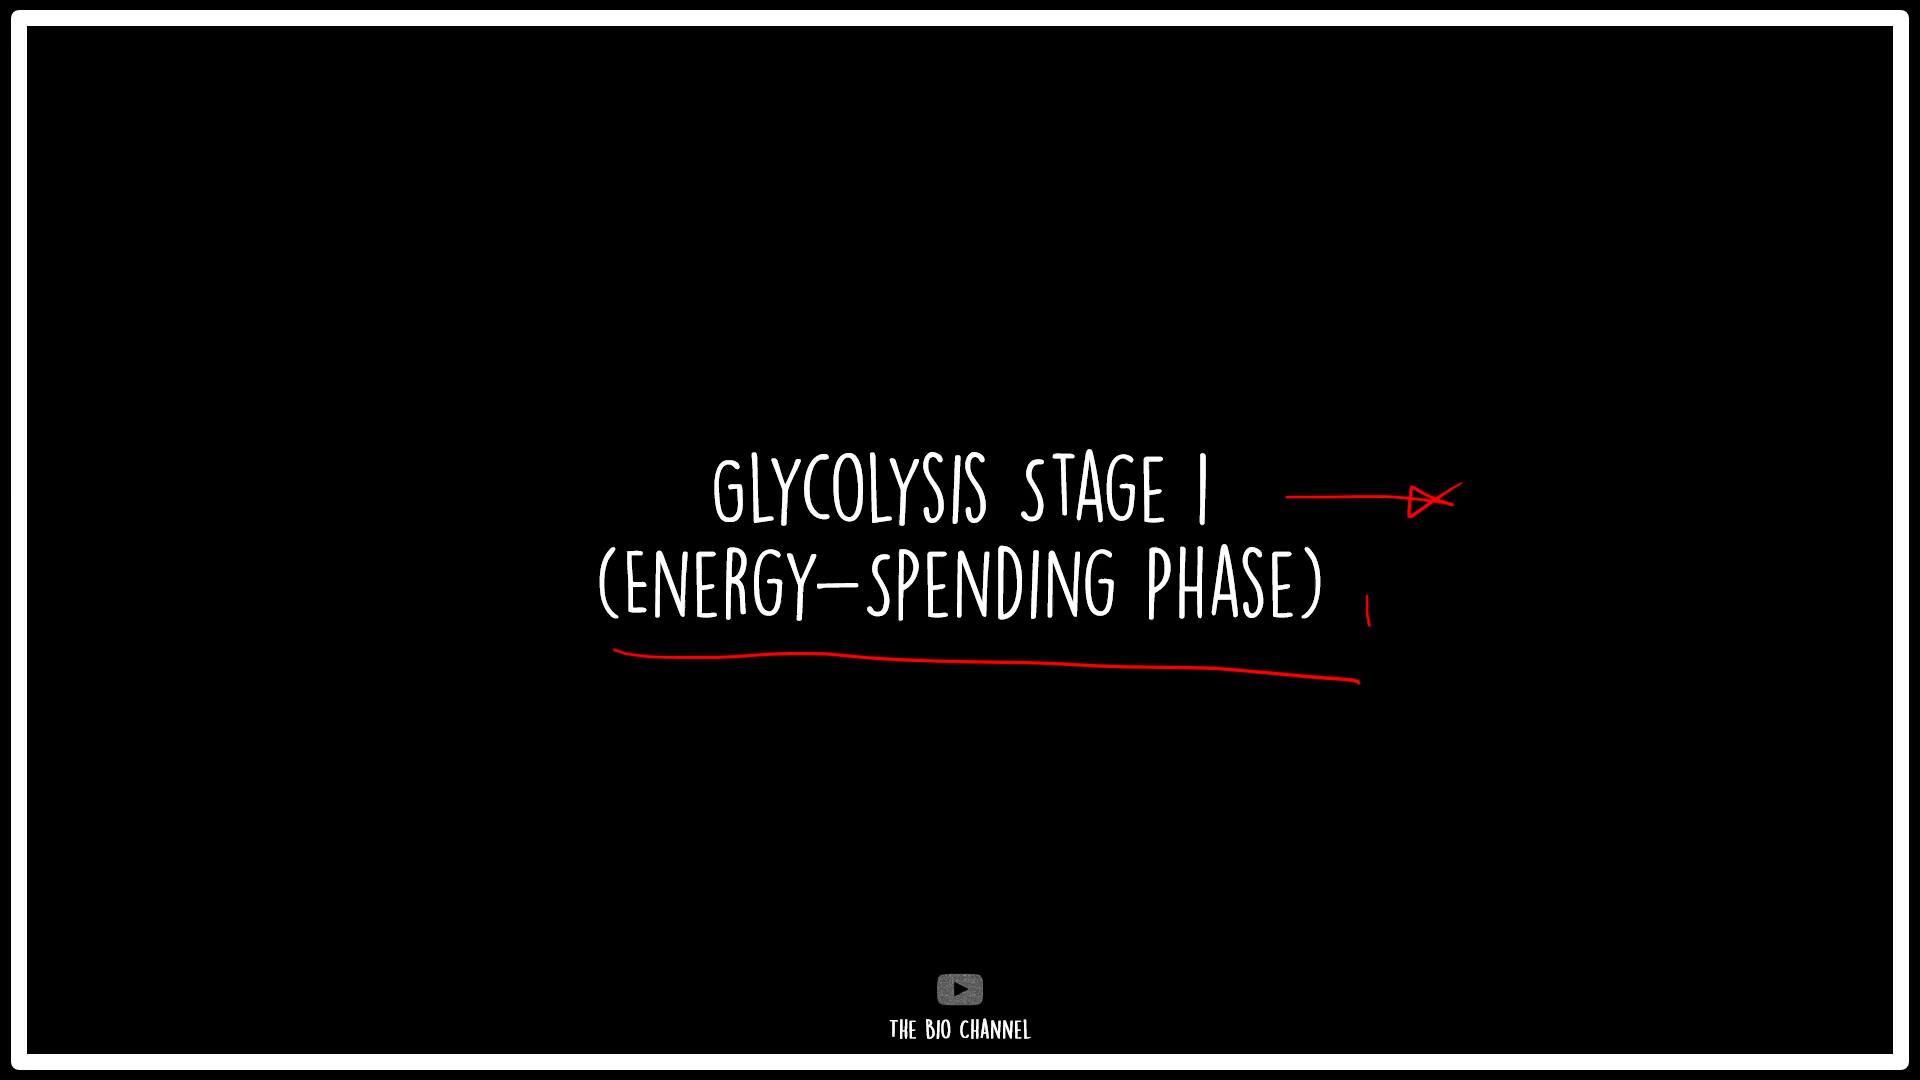 GLYCOLYSIS STAGE I
(ENERGY-SPENDING PHASE)
THE BIO CHANNEL